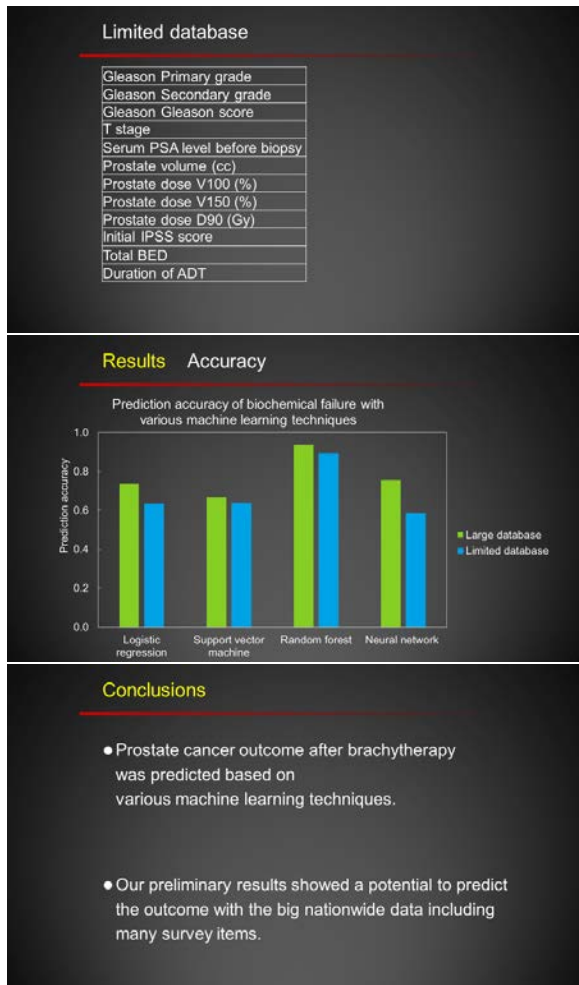 Limited database
Gleason Primary grade
Gleason Secondary grade
Gleason Gleason score
T stage
Serum PSA level before biopsy
Prostate volume (cc)
Prostate dose V100 (%)
Prostate dose V150 (%)
Prostate dose D90 (Gy)
Initial IPSS score
Total BED
Duration of ADT
Results Accuracy
Prediction accuracy of biochemical failure with
various machine learning techniques
1.0
0.8
0.6
0.4
0.2
0.0
Prediction accuracy
Logistic
regression
Support vector
machine
Random forest
Neural network
Large database
Limited database
Conclusions
●Prostate cancer outcome after brachytherapy
was predicted based on
various machine learning techniques.
●Our preliminary results showed a potential to predict
the outcome with the big nationwide data including
many survey items.